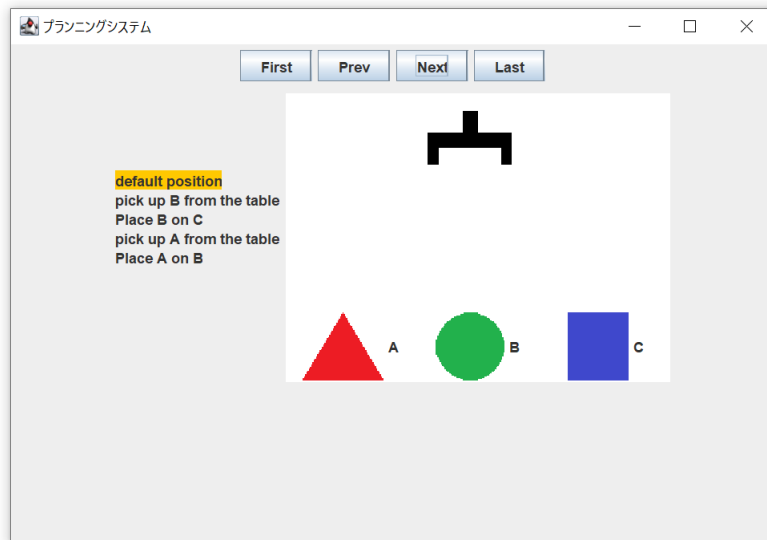 プランニングシステム
First Prev Next Last
default position
pick up B from the table
Place B on C
pick up A from the table
Place A on B
A B C